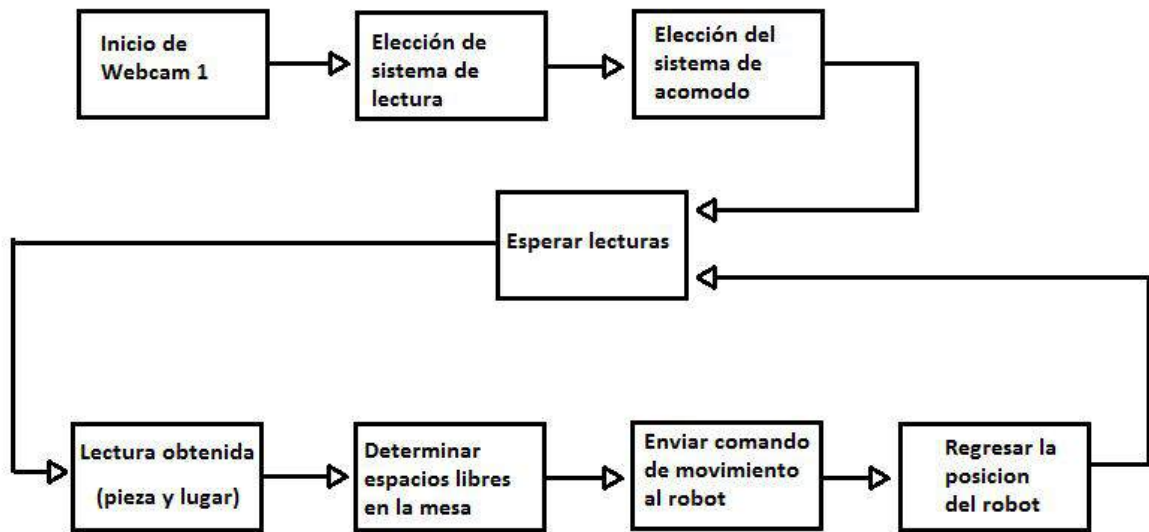 Inicio de
Webcam 1
Elección de
sistema de
lectura
Elección del
sistema de
acomodo
Esperar lecturas
Lectura obtenida
(pieza y lugar)
Determinar
espacios libres
en la mesa
Enviar comando
de movimiento
al robot
Regresar la
posicion
del robot